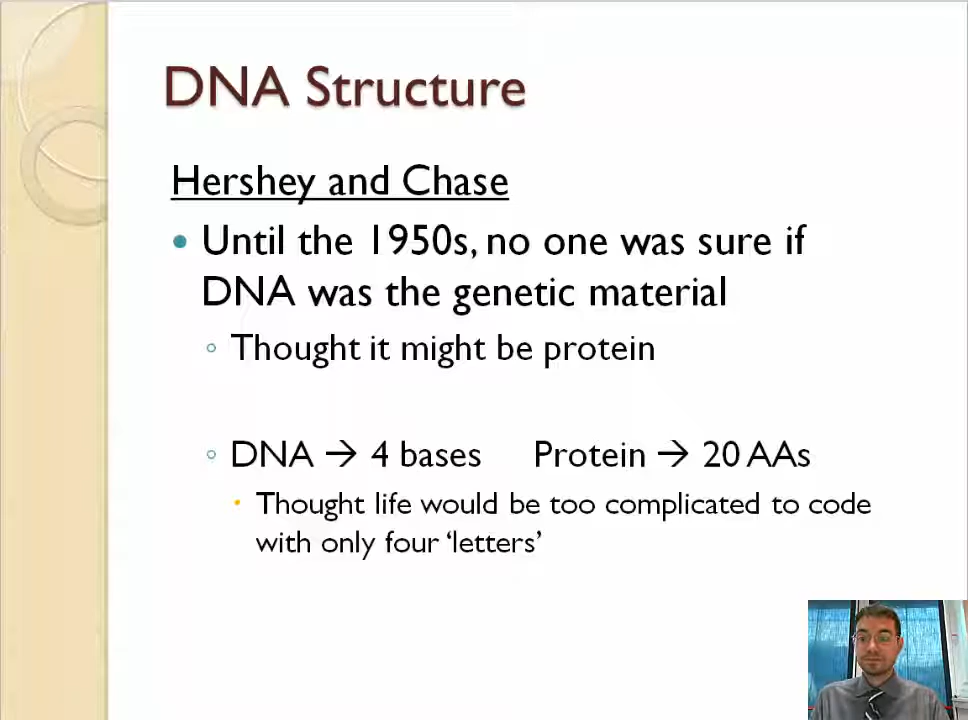 DNA Structure
Hershey and Chase
• Until the 1950s, no one was sure if
DNA was the genetic material
◦ Thought it might be protein
◦ DNA → 4 bases Protein → 20 AAs
▪ Thought life would be too complicated to code
with only four ‘letters’